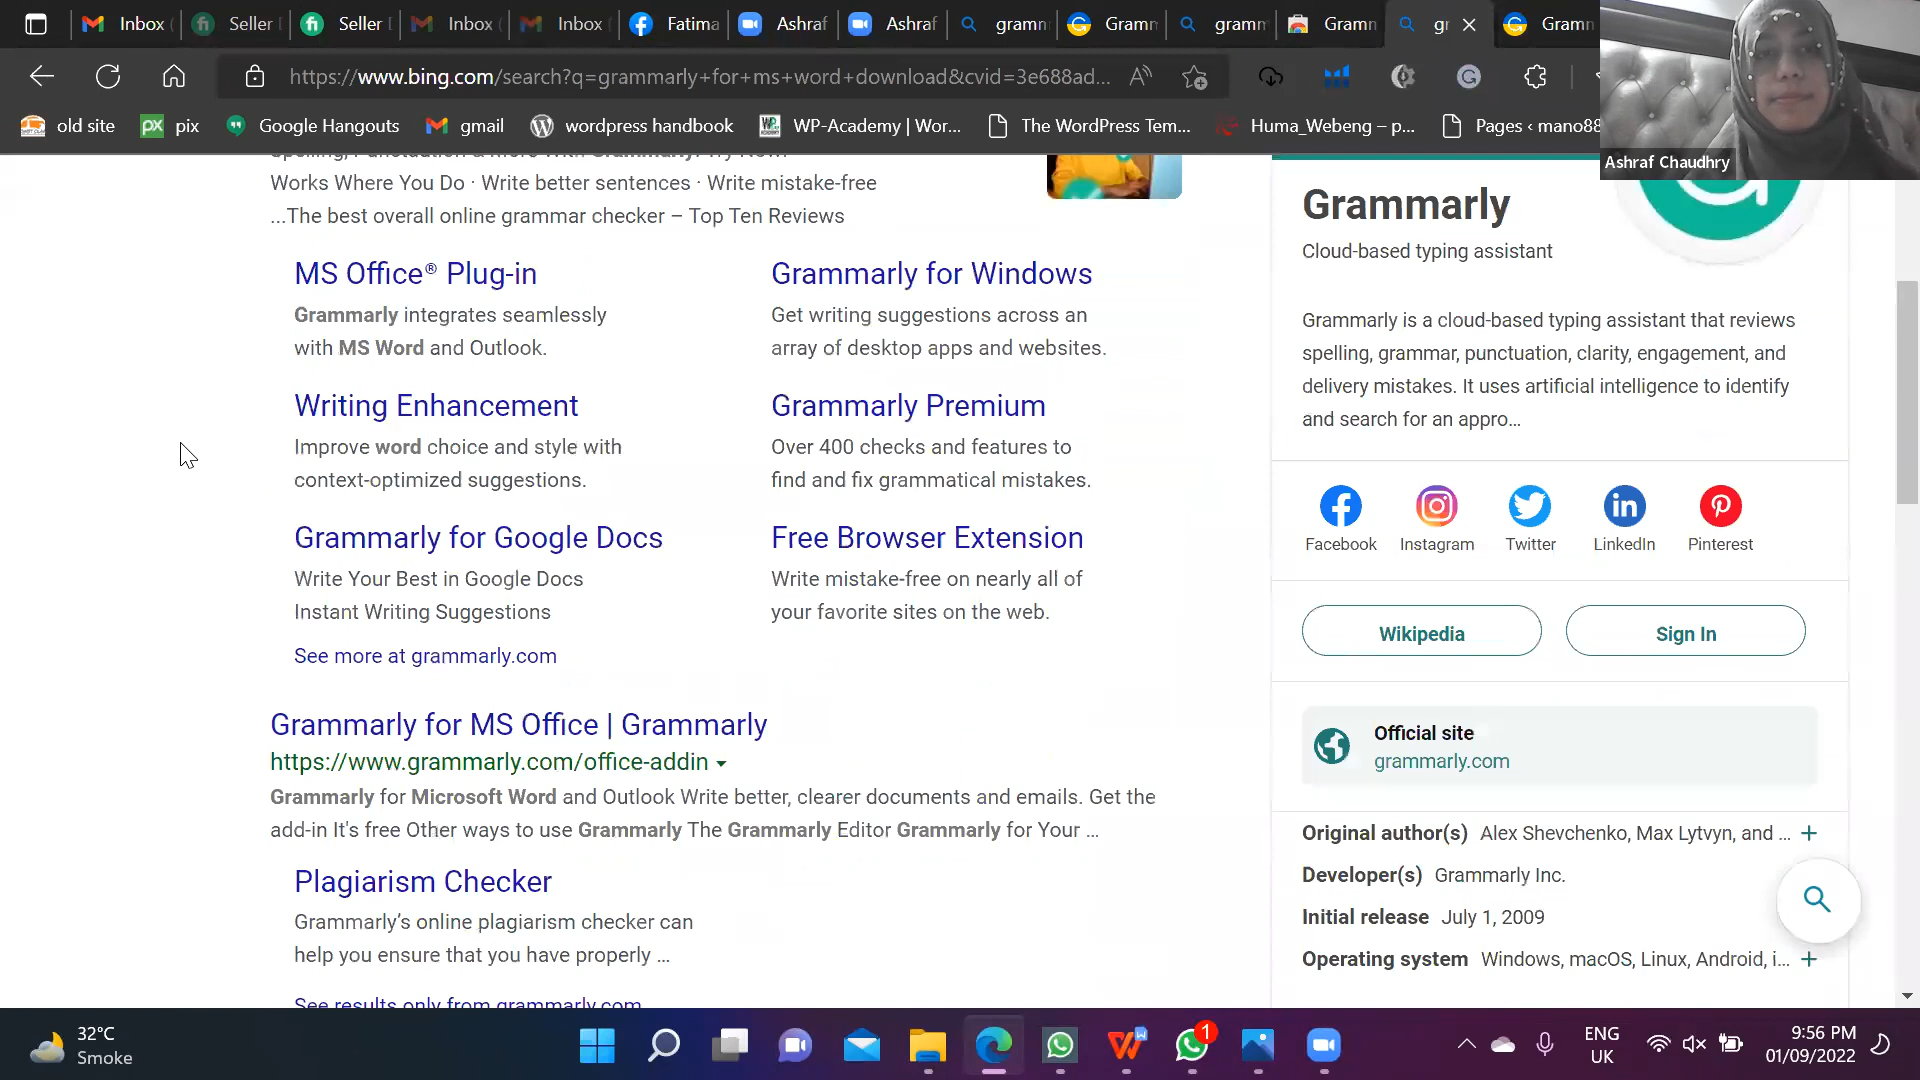 Inbox (
Seller
Seller
Inbox (
Inbox
Fatima
Ashraf
Ashraf
gramm
Gramm
gramm
Gramm
gr
Gramm
https://www.bing.com/search?q=grammarly+for+ms+word+download&cvid=3e688ad...
old site
pix
Google Hangouts
gmail
wordpress handbook
WP-Academy | Wor...
The WordPress Tem...
Huma_Webeng – p...
Pages ‹ mano88
Ashraf Chaudhry
Works Where You Do · Write better sentences · Write mistake-free
...The best overall online grammar checker – Top Ten Reviews
MS Office® Plug-in
Grammarly integrates seamlessly
with MS Word and Outlook.
Grammarly for Windows
Get writing suggestions across an
array of desktop apps and websites.
Writing Enhancement
Improve word choice and style with
context-optimized suggestions.
Grammarly Premium
Over 400 checks and features to
find and fix grammatical mistakes.
Grammarly for Google Docs
Write Your Best in Google Docs
Instant Writing Suggestions
Free Browser Extension
Write mistake-free on nearly all of
your favorite sites on the web.
See more at grammarly.com
Grammarly for MS Office | Grammarly
https://www.grammarly.com/office-addin
Grammarly for Microsoft Word and Outlook Write better, clearer documents and emails. Get the
add-in It's free Other ways to use Grammarly The Grammarly Editor Grammarly for Your ...
Plagiarism Checker
Grammarly's online plagiarism checker can
help you ensure that you have properly ...
See results only from grammarly.com
Grammarly
Cloud-based typing assistant
Grammarly is a cloud-based typing assistant that reviews
spelling, grammar, punctuation, clarity, engagement, and
delivery mistakes. It uses artificial intelligence to identify
and search for an appro...
Facebook
Instagram
Twitter
LinkedIn
Pinterest
Wikipedia
Sign In
Official site
grammarly.com
Original author(s) Alex Shevchenko, Max Lytvyn, and ... +
Developer(s) Grammarly Inc.
Initial release July 1, 2009
Operating system Windows, macOS, Linux, Android, i... +
32°C
Smoke
1
ENG
UK
9:56 PM
01/09/2022